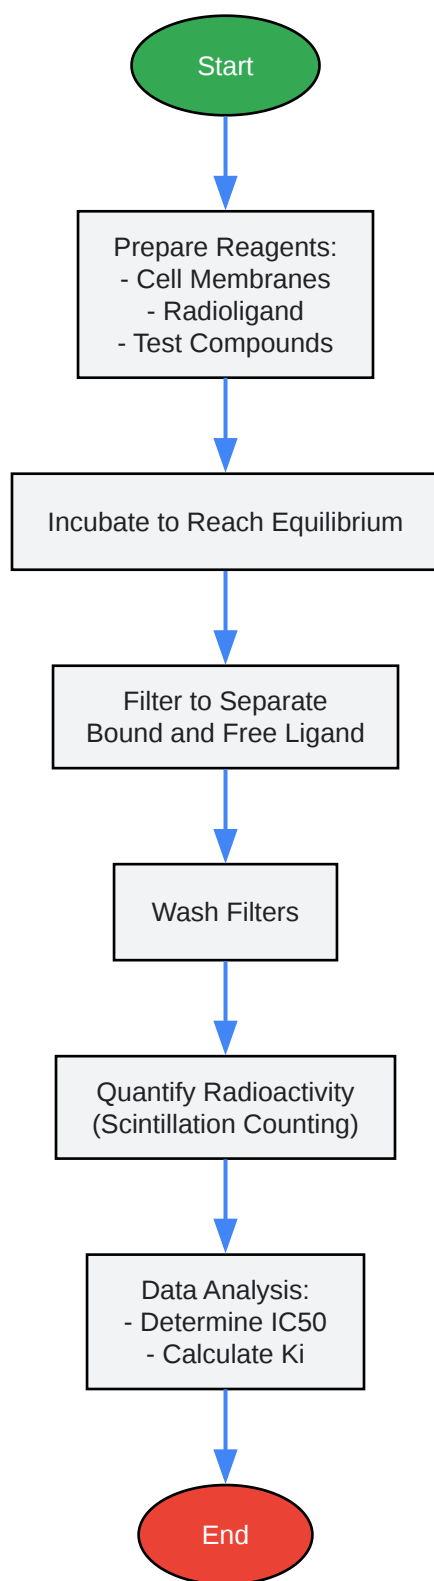 Start
Prepare Reagents:
- Cell Membranes
- Radioligand
- Test Compounds
Incubate to Reach Equilibrium
Filter to Separate
Bound and Free Ligand
Wash Filters
Quantify Radioactivity
(Scintillation Counting)
Data Analysis:
- Determine IC50
- Calculate Ki
End